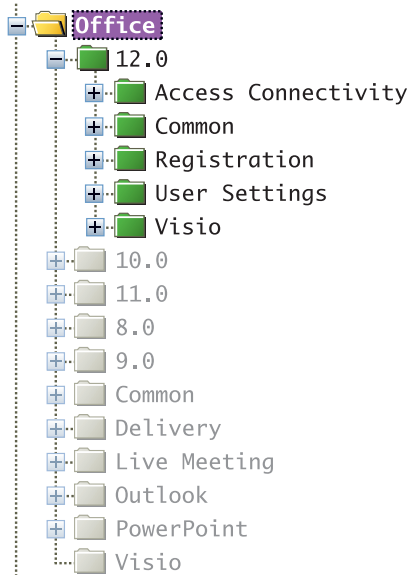 Office
12.0
Access Connectivity
Common
Registration
User Settings
Visio
10.0
11.0
8.0
9.0
Common
Delivery
Live Meeting
Outlook
PowerPoint
Visio